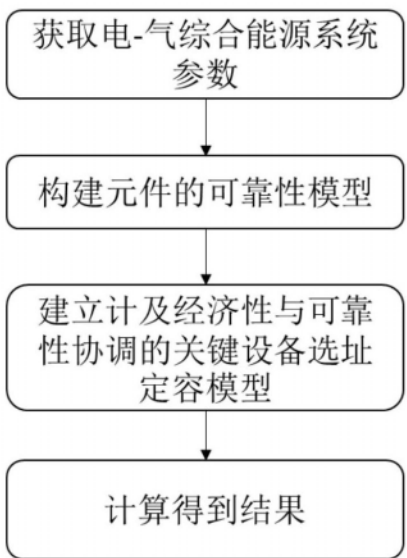 获取电-气综合能源系统
参数
构建元件的可靠性模型
建立计及经济性与可靠
性协调的关键设备选址
定容模型
计算得到结果